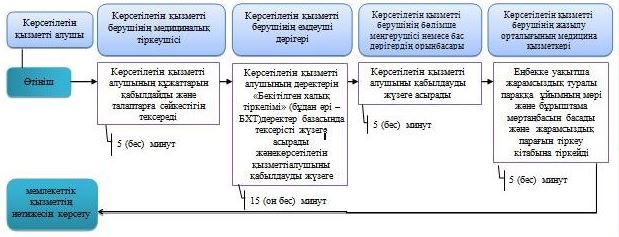 Көрсетілетін
қызметті алушы
Көрсетілетін қызметті
берушінің медициналық
тіркеушісі
Көрсетілетін қызметті
берушінің емдеуші
дәрігері
Көрсетілетін қызметті
берушінің бөлімше
меңгерушісі немесе бас
дәрігердің орынбасары
Көрсетілетін қызметті
берушінің жазылу
орталығының медицина
қызметкері
Өтініш
Көрсетілетін қызметті
алушының құжаттарын
қабылдайды және
талаптарға сәйкестігін
тексереді
5 (бес) минут
Көрсетілетін қызметті
алушының деректерін
«Бекітілген халық
тіркелімі» (бұдан әрі –
БХТ)деректер базасында
тексерісті жүзеге
асырады
жәнекөрсетілетін
қызметтіалушыны
қабылдауды жүзеге
15 (он бес) минут
Көрсетілетін қызметті
алушыны қабылдауды
жүзеге асырады
5 (бес) минут
Еңбекке уақытша
жарамсыздық туралы
параққа ұйымның мөрі
және бұрыштама
мөртанбасын басады
және жарамсыздық
парағын тіркеу
кітабына тіркейді
5 (бес) минут
мемлекеттік
қызметтің
нәтижесін көрсету